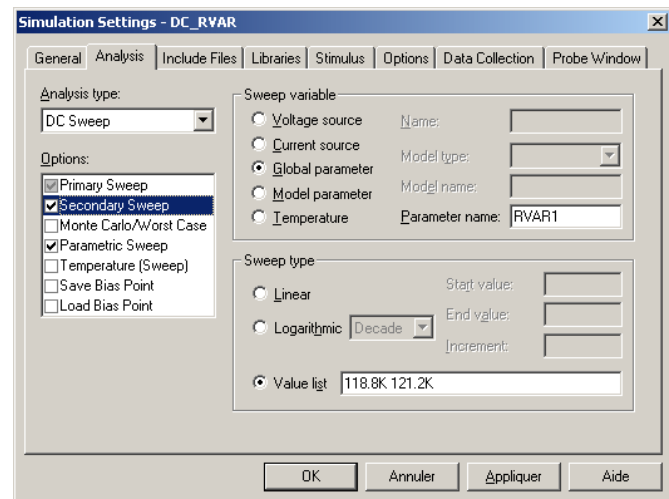 Simulation Settings - DC_RVAR
General Analysis Include Files Libraries Stimulus Options Data Collection Probe Window
Analysis type:
DC Sweep
Options:
Primary Sweep
Secondary Sweep
Monte Carlo/Worst Case
Parametric Sweep
Temperature (Sweep)
Save Bias Point
Load Bias Point
Sweep variable
Voltage source
Current source
Global parameter
Model parameter
Temperature
Name:
Model type:
Model name:
Parameter name: RVAR1
Sweep type
Linear
Logarithmic Decade
Start value:
End value:
Increment:
Value list 118.8K 121.2K
OK Annuler Appliquer Aide